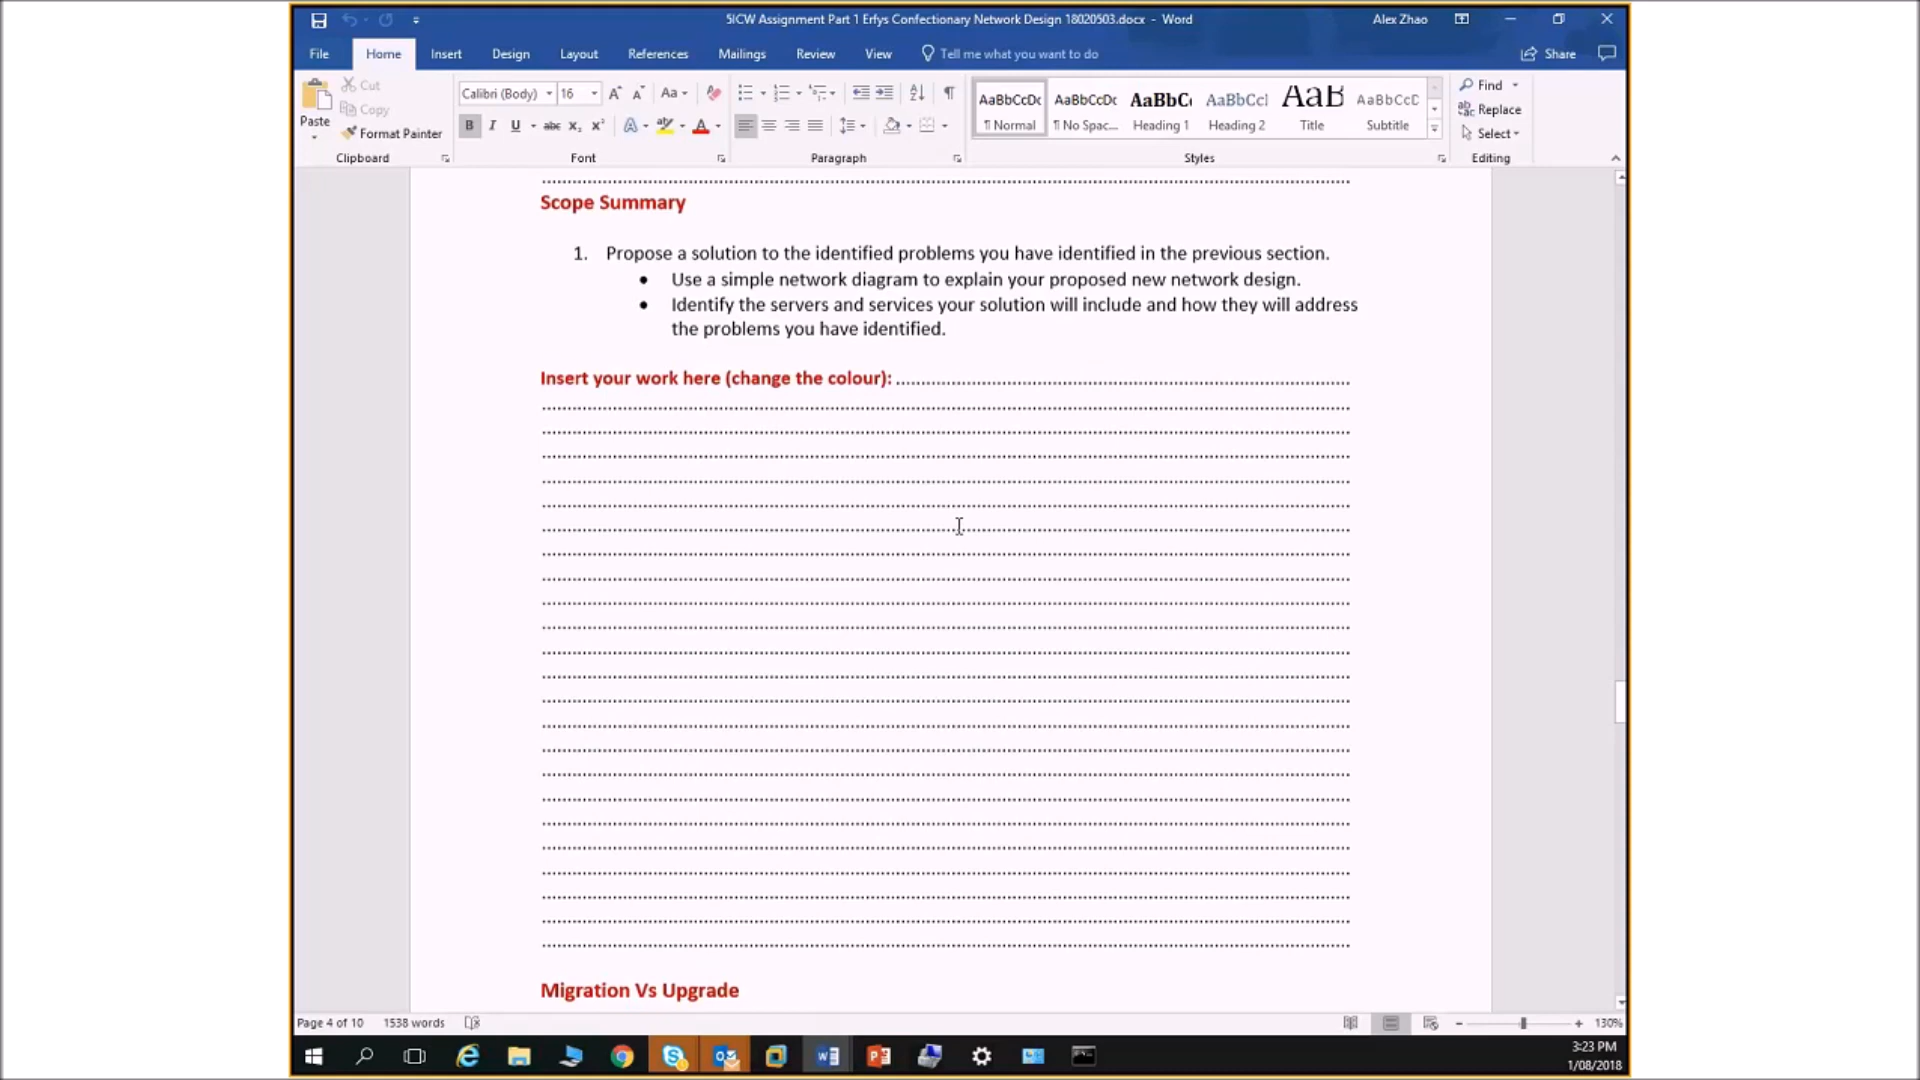 5ICW Assignment Part 1 Erfys Confectionary Network Design 18020503.docx - Word
Alex Zhao
File Home Insert Design Layout References Mailings Review View Tell me what you want to do Share
Cut
Copy
Paste
Format Painter
Clipboard
Calibri (Body) 16
Font
Paragraph
AaBbCcDc AaBbCcDc AaBbC AaBbCcI AaB AaBbCcC
¶ Normal ¶ No Spac... Heading 1 Heading 2 Title Subtitle
Styles
Find
Replace
Select
Editing
Scope Summary
1. Propose a solution to the identified problems you have identified in the previous section.
• Use a simple network diagram to explain your proposed new network design.
• Identify the servers and services your solution will include and how they will address
the problems you have identified.
Insert your work here (change the colour):
Migration Vs Upgrade
Page 4 of 10 1538 words 130%
3:23 PM
1/08/2018